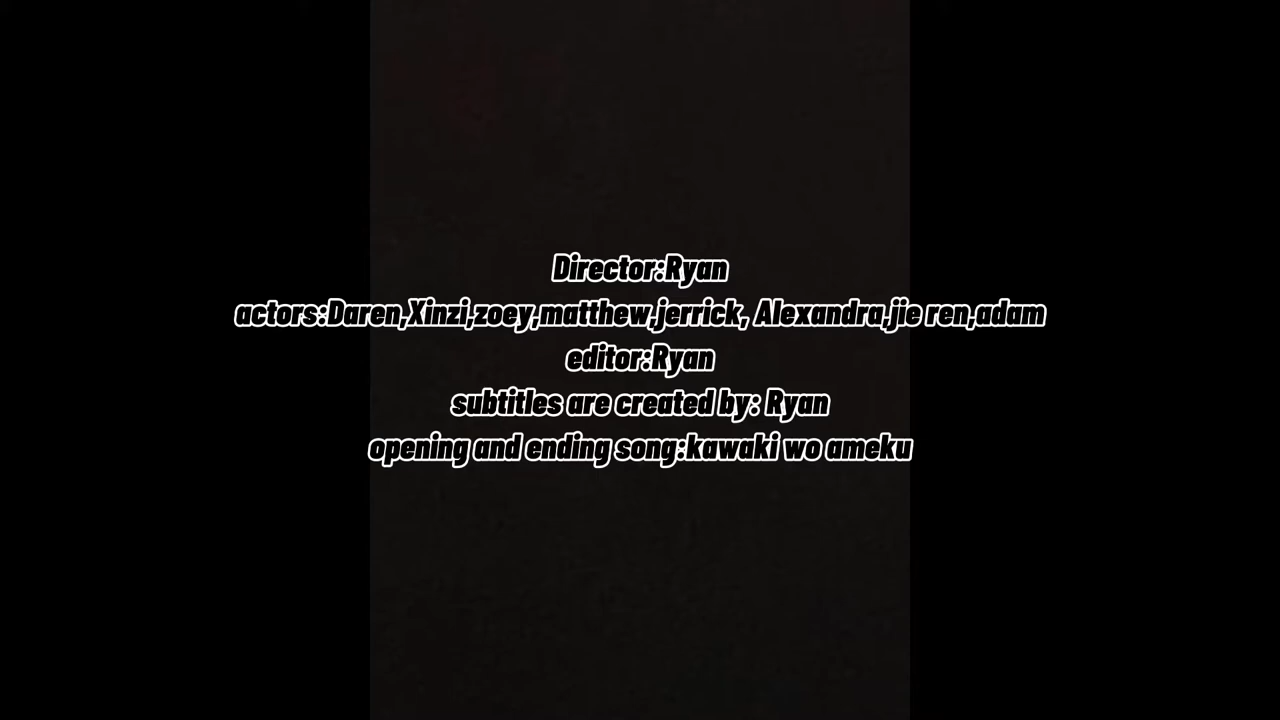 Director:Ryan
actors:Daren,Xinzi,zoey,matthew,jerrick, Alexandra,jie ren,adam
editor:Ryan
subtitles are created by: Ryan
opening and ending song:kawaki wo ameku